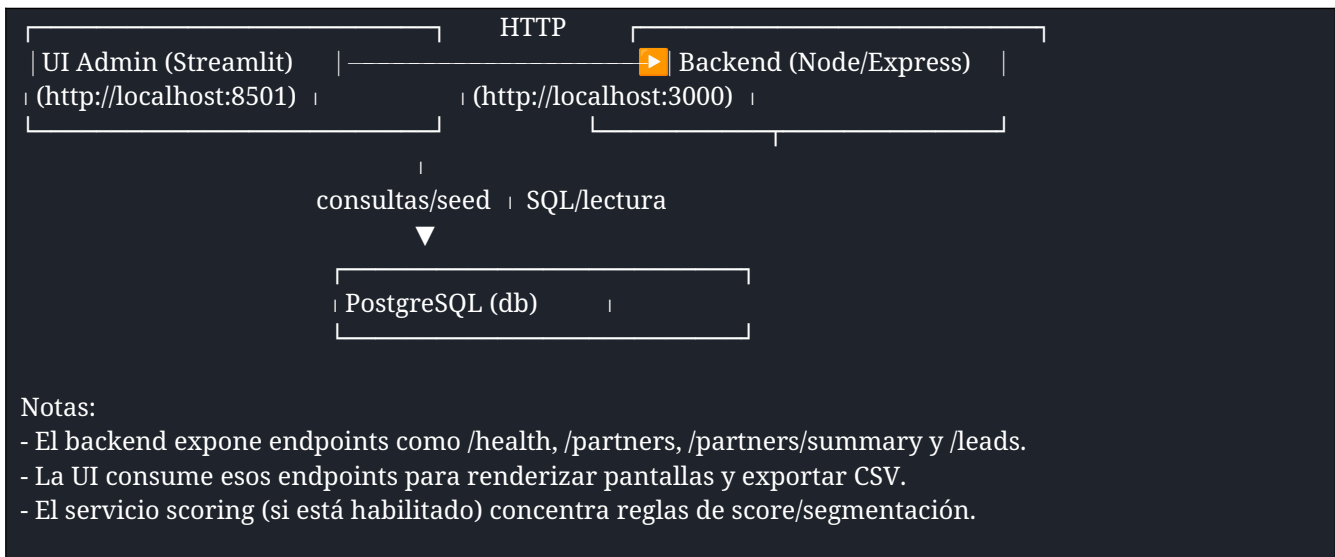 HTTP
UI Admin (Streamlit) Backend (Node/Express)
(http://localhost:8501) (http://localhost:3000)
consultas/seed SQL/lectura
PostgreSQL (db)
Notas:
- El backend expone endpoints como /health, /partners, /partners/summary y /leads.
- La UI consume esos endpoints para renderizar pantallas y exportar CSV.
- El servicio scoring (si está habilitado) concentra reglas de score/segmentación.